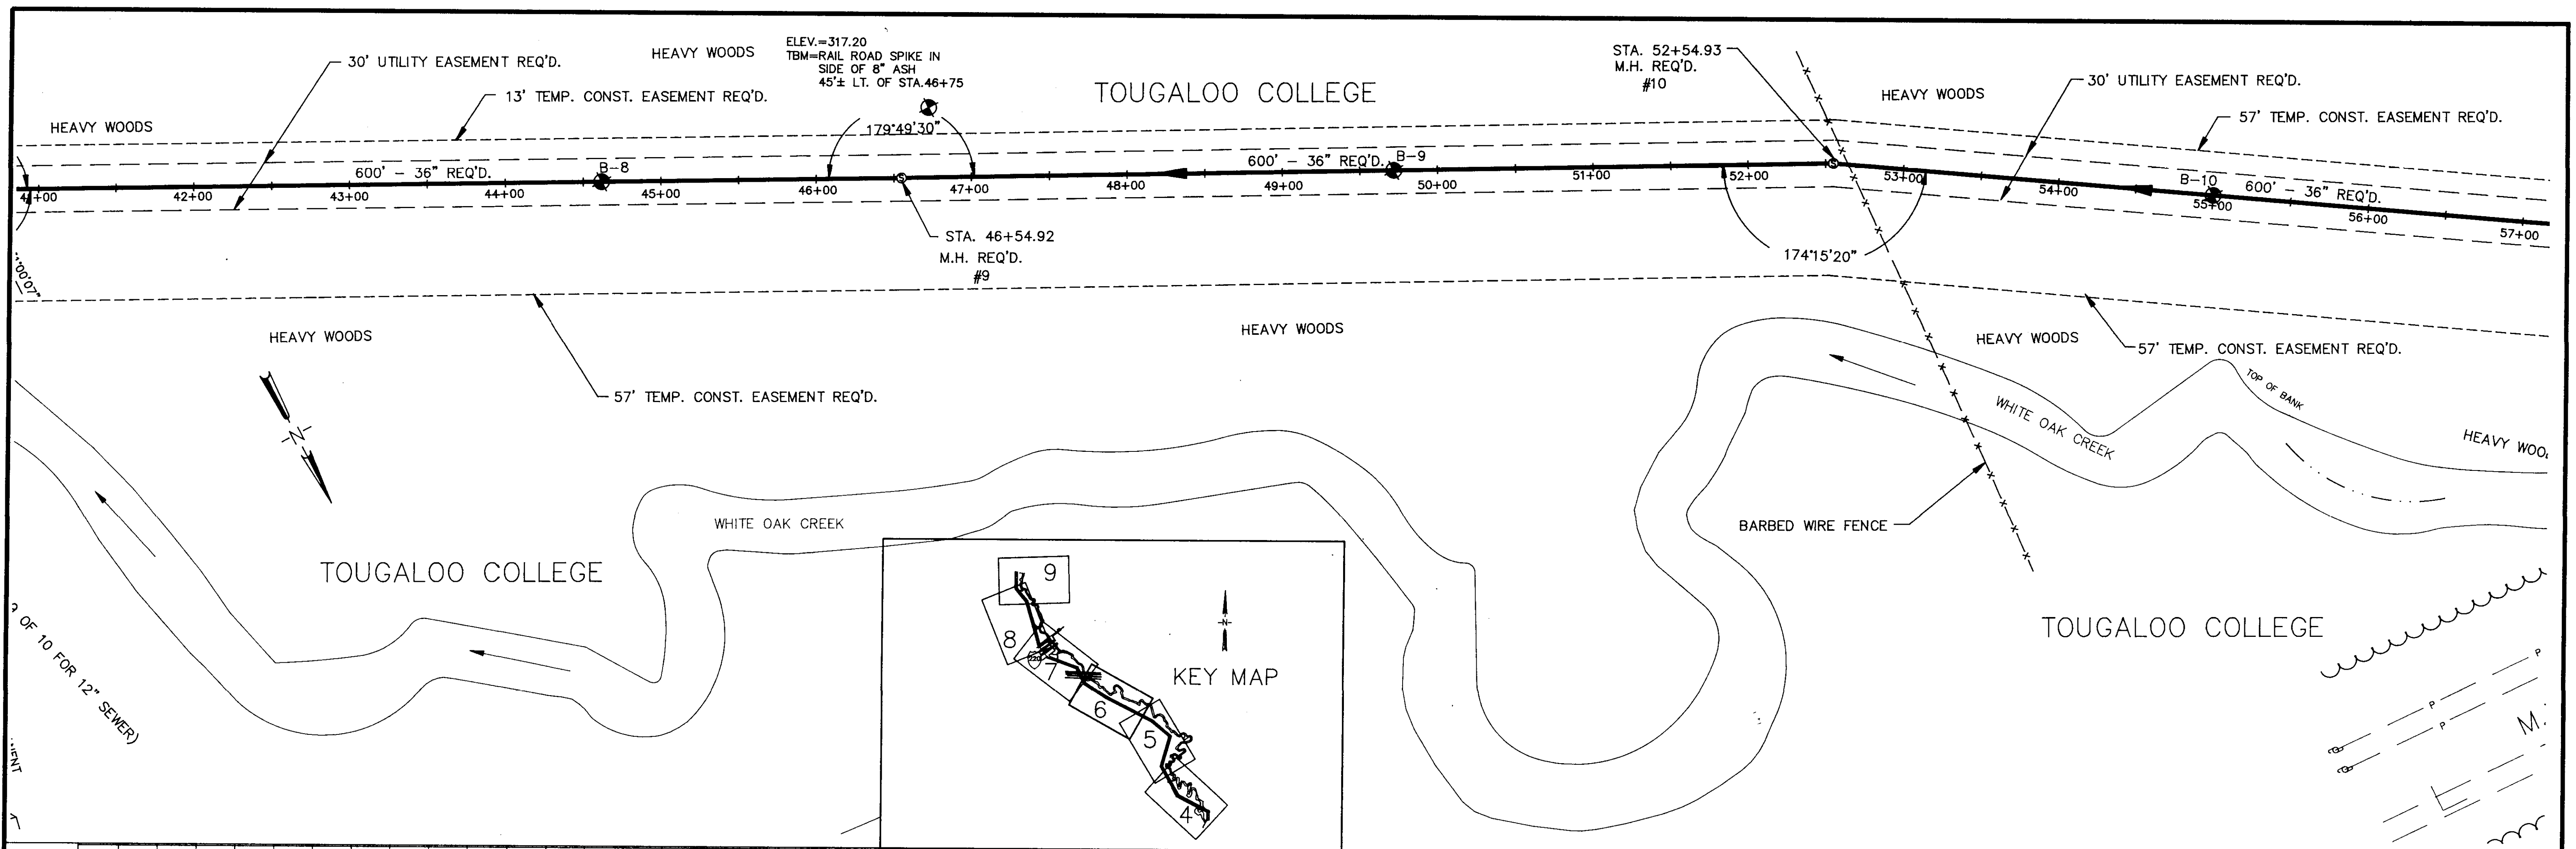 HEAVY WOODS
ELEV.=317.20
TBM=RAIL ROAD SPIKE IN
SIDE OF 8" ASH
45'± LT. OF STA.46+75
30' UTILITY EASEMENT REQ'D.
13' TEMP. CONST. EASEMENT REQ'D.
HEAVY WOODS
TOUGALOO COLLEGE
STA. 52+54.93
M.H. REQ'D.
#10
HEAVY WOODS
30' UTILITY EASEMENT REQ'D.
57' TEMP. CONST. EASEMENT REQ'D.
179°49'30"
600' - 36" REQ'D.
B-8
S
600' - 36" REQ'D.
B-9
S
B-10
600' - 36" REQ'D.
41+00
42+00
43+00
44+00
45+00
46+00
47+00
48+00
49+00
50+00
51+00
52+00
53+00
54+00
55+00
56+00
57+00
STA. 46+54.92
M.H. REQ'D.
#9
174°15'20"
1°00'07"
HEAVY WOODS
HEAVY WOODS
HEAVY WOODS
57' TEMP. CONST. EASEMENT REQ'D.
57' TEMP. CONST. EASEMENT REQ'D.
N
TOP OF BANK
WHITE OAK CREEK
HEAVY WOO
WHITE OAK CREEK
BARBED WIRE FENCE
TOUGALOO COLLEGE
TOUGALOO COLLEGE
OF 10 FOR 12" SEWER)
9
8
220
7
6
5
4
N
KEY MAP
P
P
P
P
M.